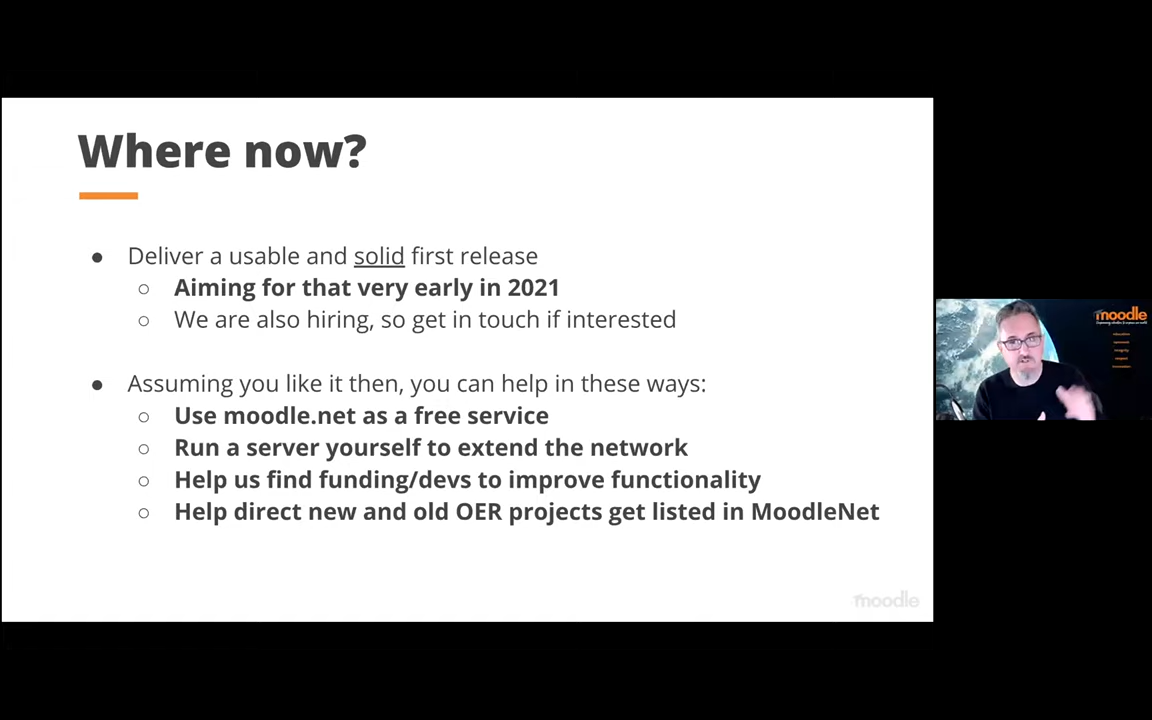 Where now?
● Deliver a usable and solid first release
○ Aiming for that very early in 2021
○ We are also hiring, so get in touch if interested
● Assuming you like it then, you can help in these ways:
○ Use moodle.net as a free service
○ Run a server yourself to extend the network
○ Help us find funding/devs to improve functionality
○ Help direct new and old OER projects get listed in MoodleNet
moodle
moodle